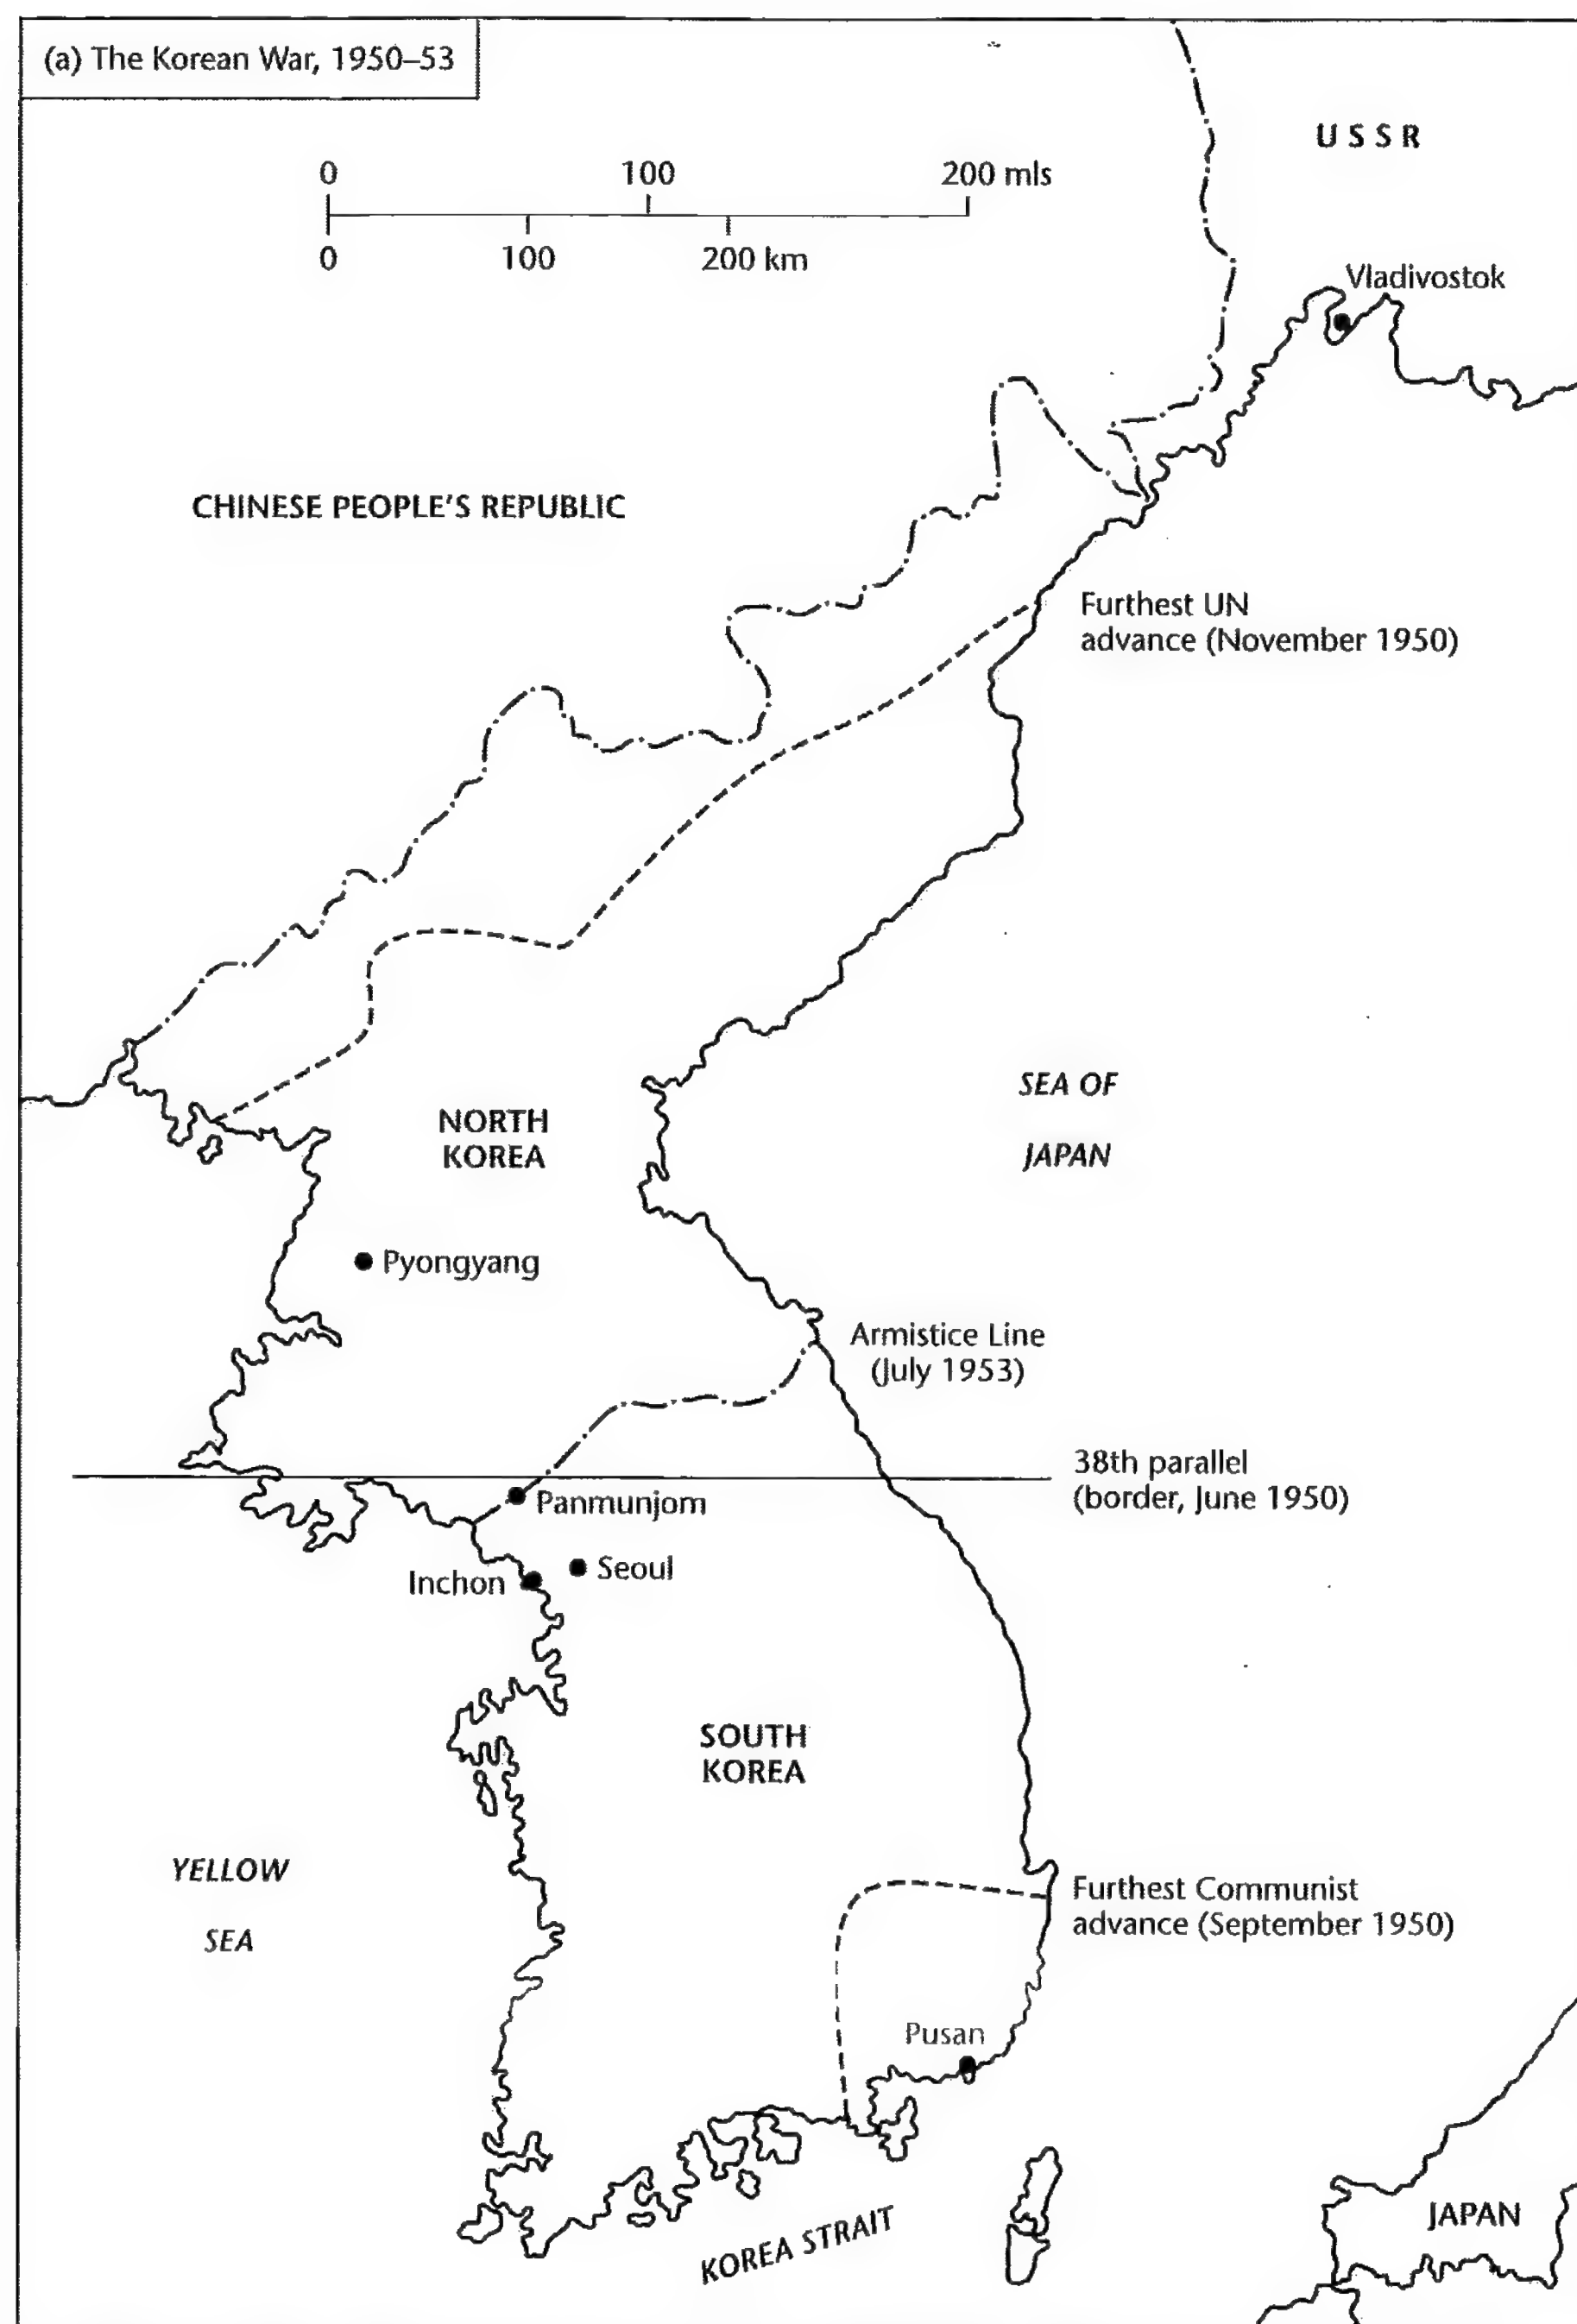 (a) The Korean War, 1950–53
USSR
0 100 200 mls
0 100 200 km
Vladivostok
CHINESE PEOPLE'S REPUBLIC
Furthest UN
advance (November 1950)
SEA OF
JAPAN
NORTH
KOREA
Pyongyang
Armistice Line
(July 1953)
38th parallel
(border, June 1950)
Panmunjom
Seoul
Inchon
SOUTH
KOREA
YELLOW
SEA
Furthest Communist
advance (September 1950)
Pusan
KOREA STRAIT
JAPAN